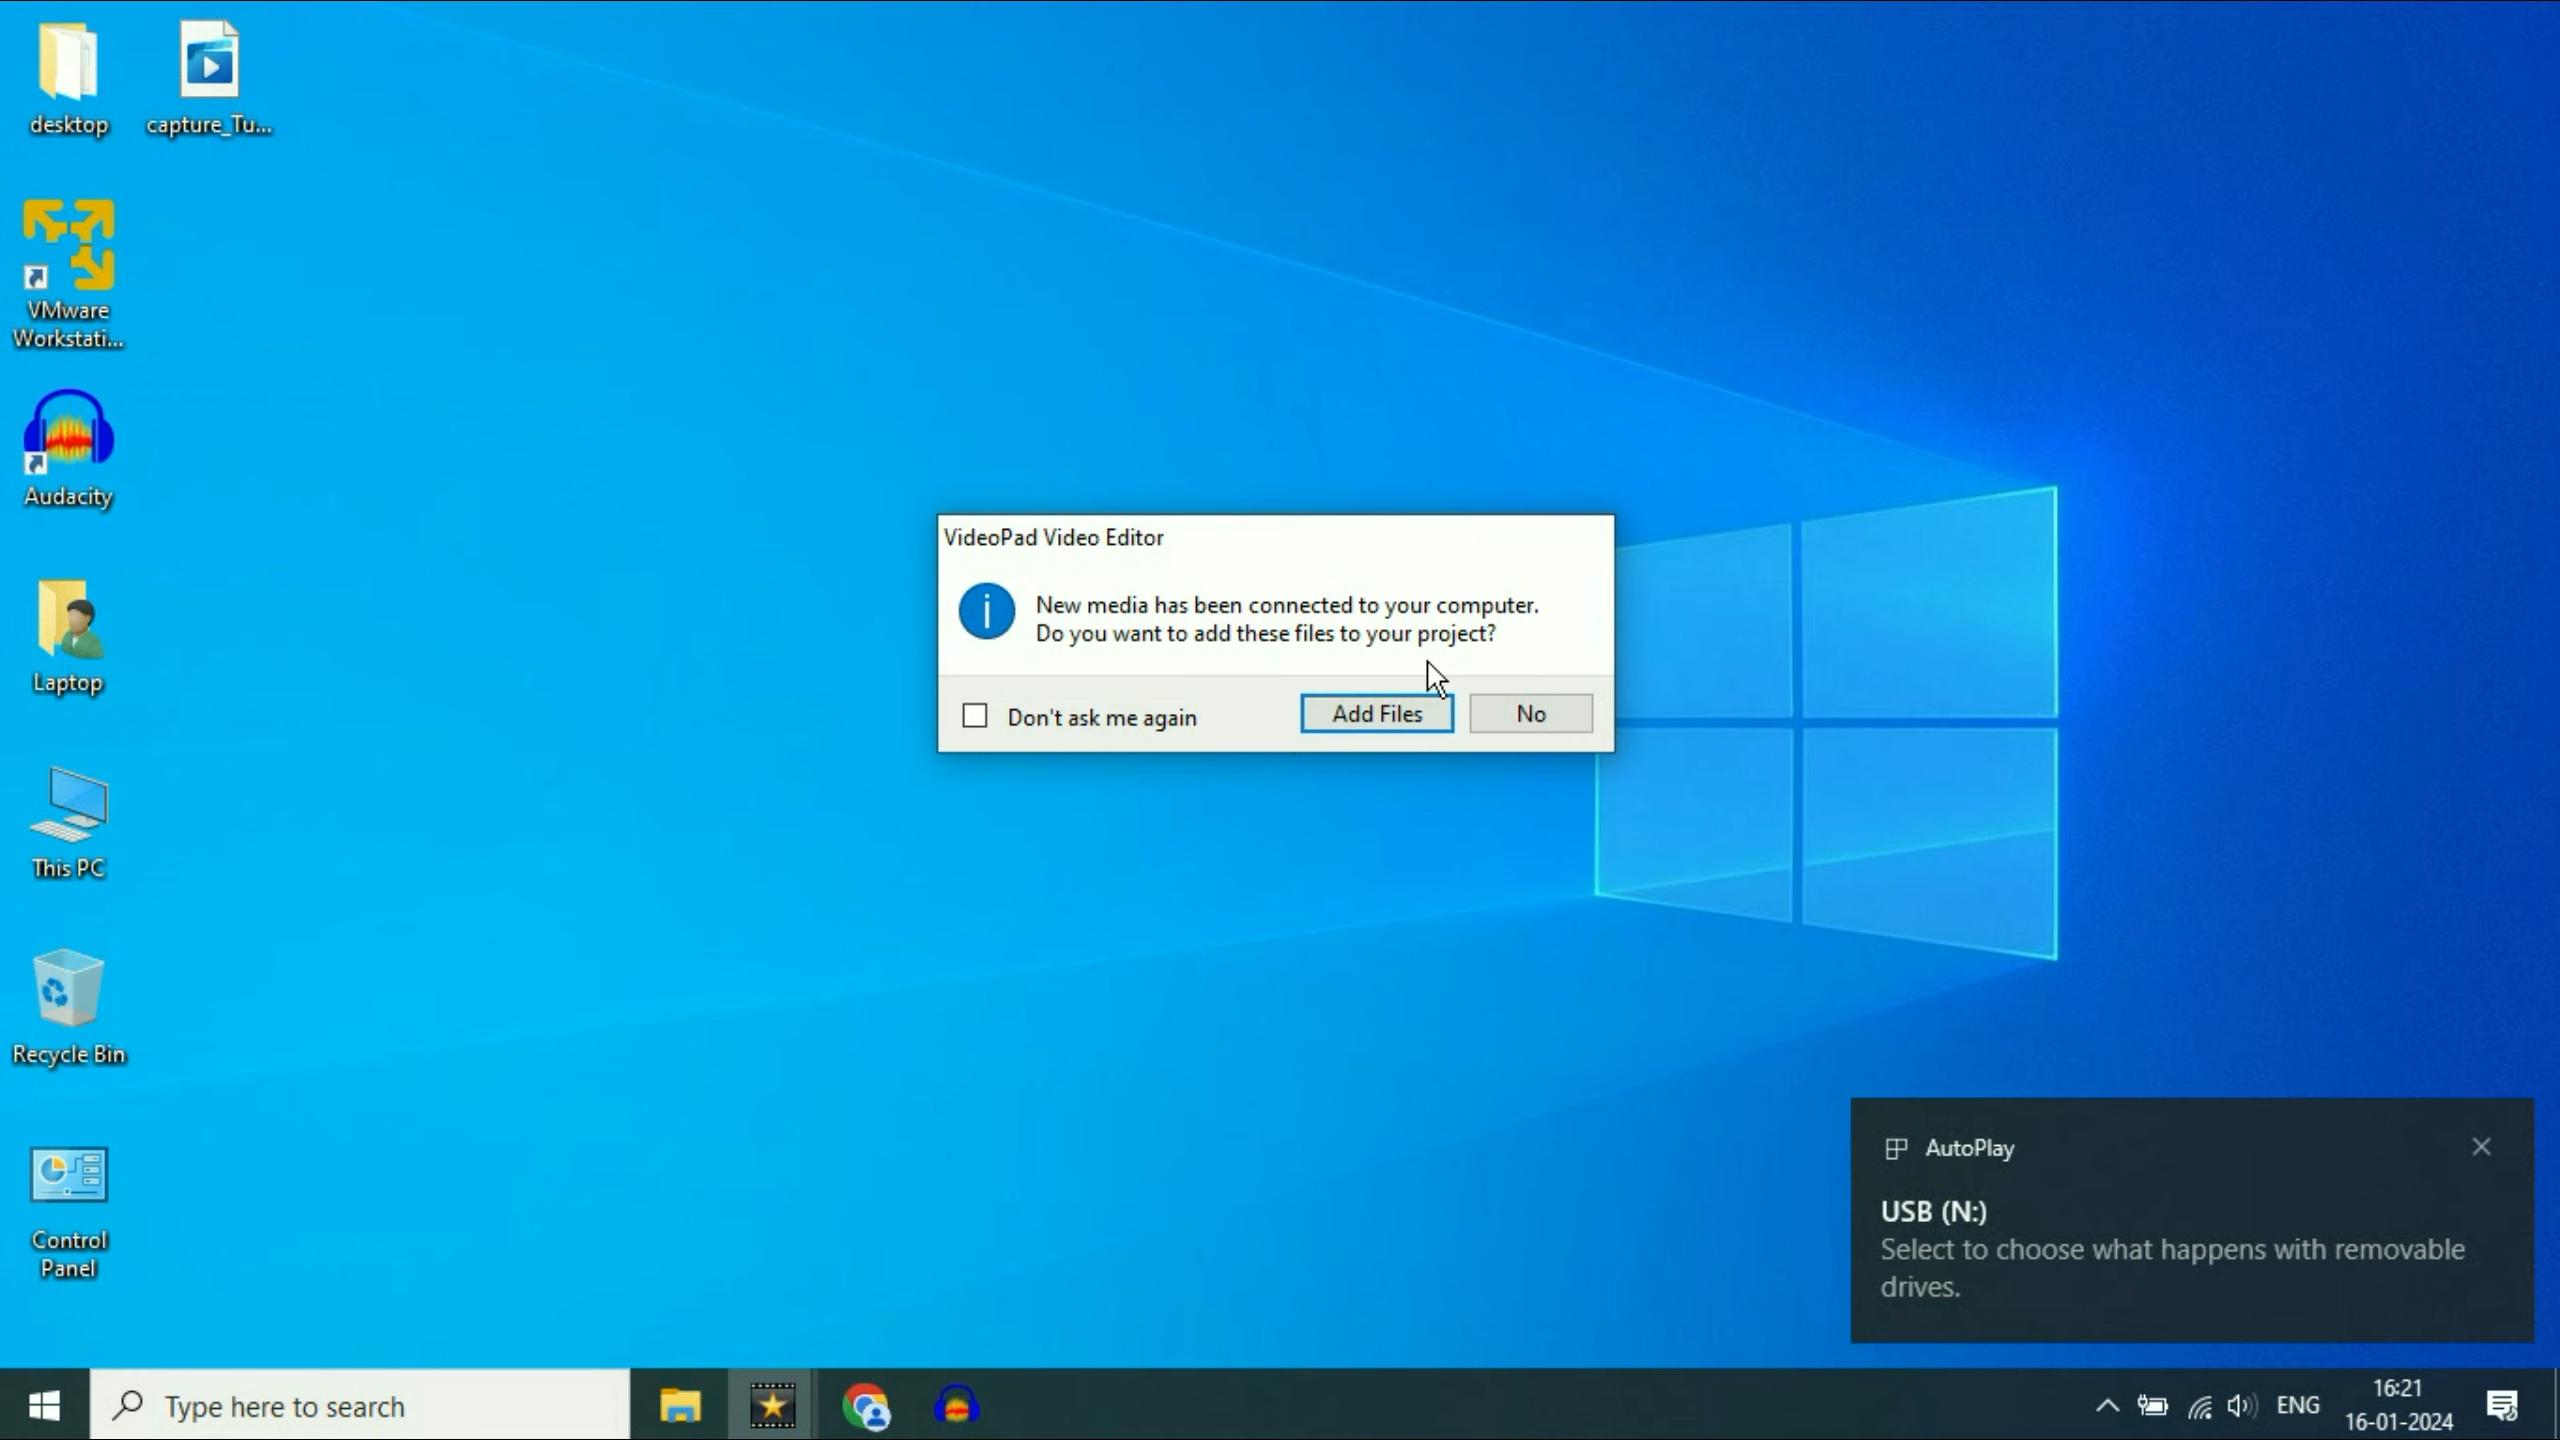 desktop
capture_Tu...
VMware
Workstati...
Audacity
Laptop
This PC
Recycle Bin
Control
Panel
VideoPad Video Editor
New media has been connected to your computer.
Do you want to add these files to your project?
Don't ask me again
Add Files
No
AutoPlay
USB (N:)
Select to choose what happens with removable
drives.
Type here to search
ENG
16:21
16-01-2024